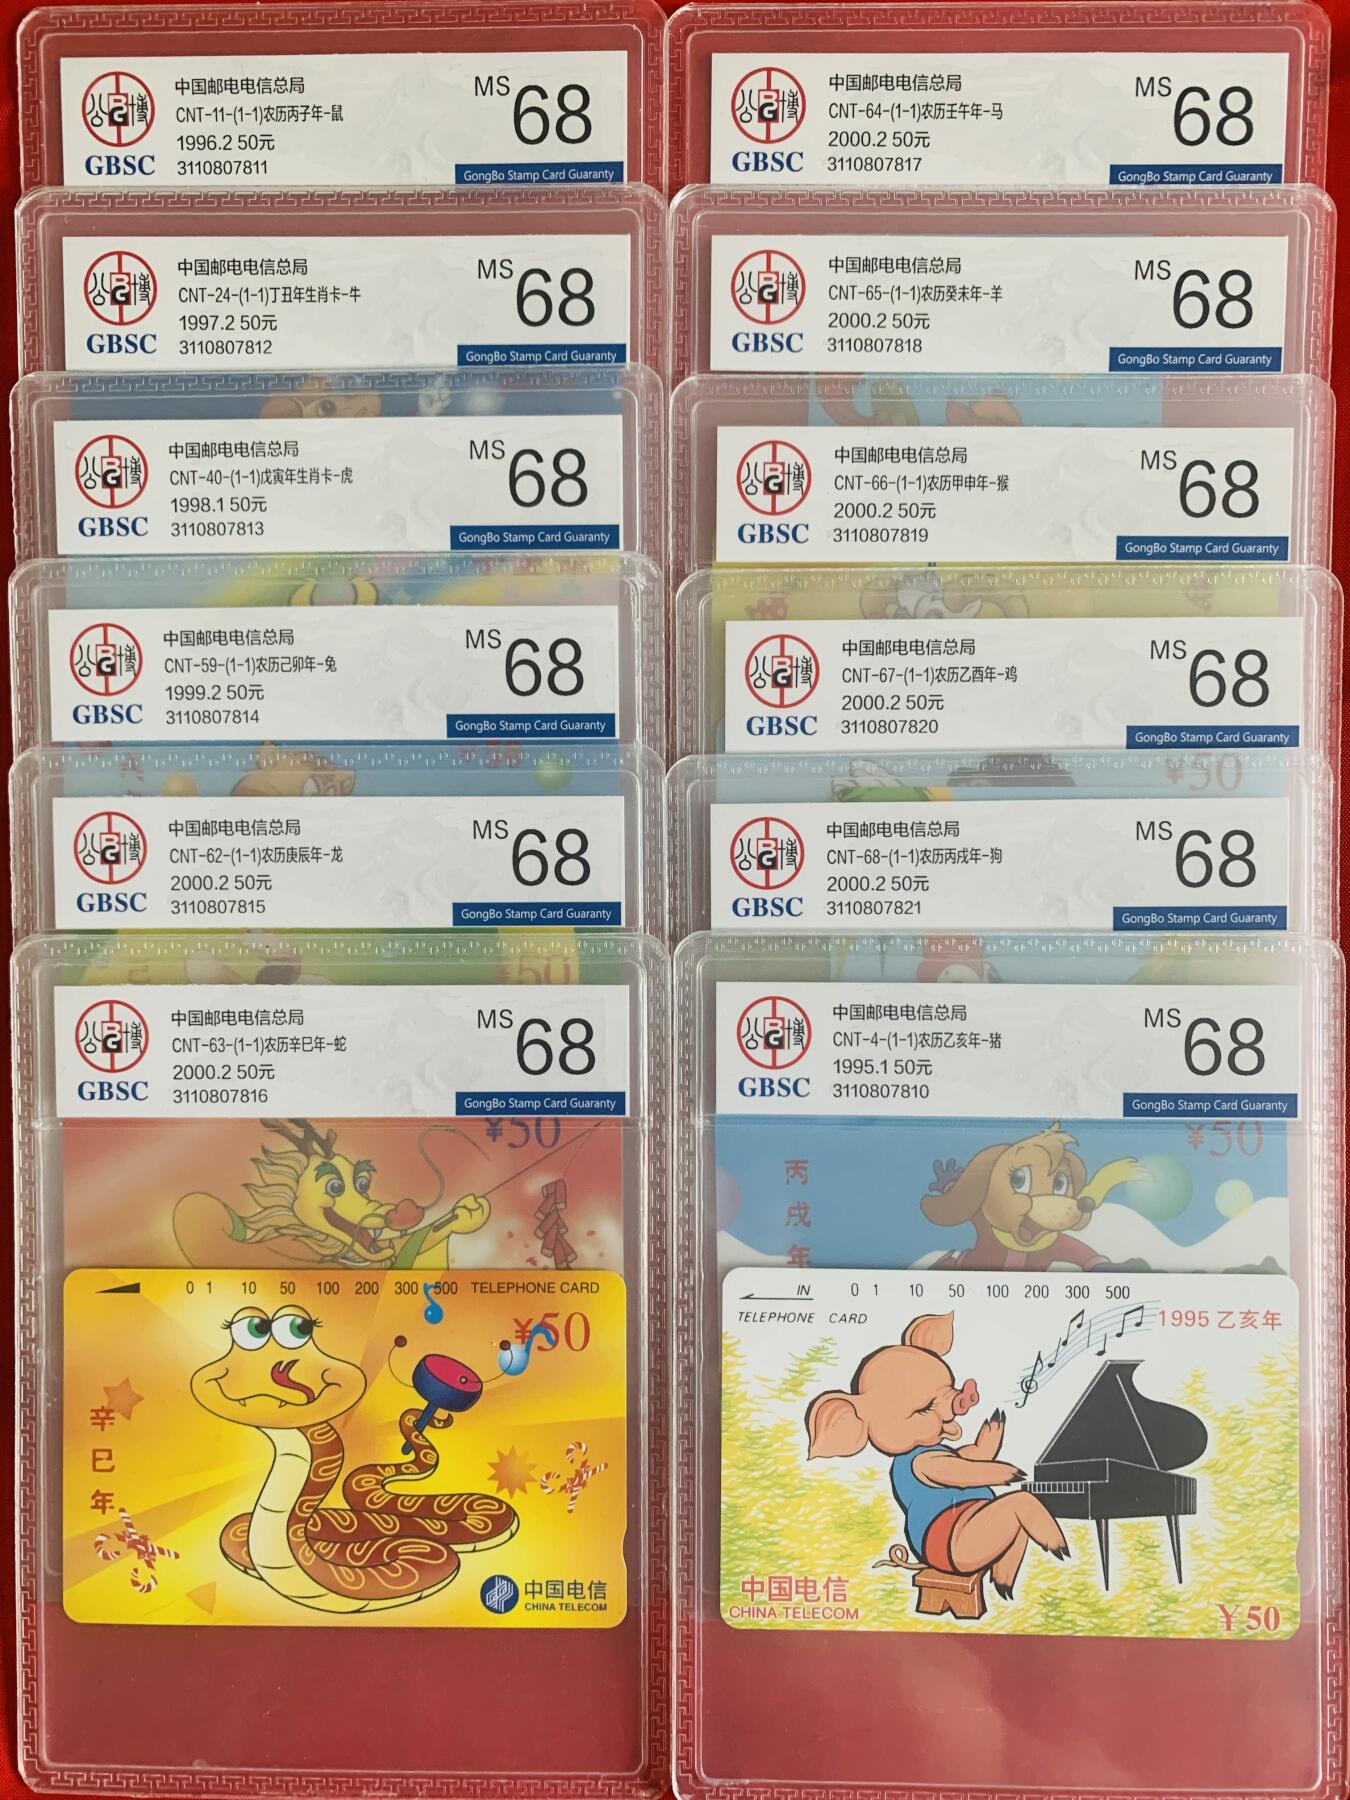 中国邮电电信总局
CNT-11-(1-1)农历丙子年-鼠
1996.2 50元
3110807811
MS 68
GBSC
GongBo Stamp Card Guaranty
中国邮电电信总局
CNT-24-(1-1)丁丑年生肖卡-牛
1997.2 50元
3110807812
MS 68
GBSC
GongBo Stamp Card Guaranty
中国邮电电信总局
CNT-40-(1-1)戊寅年生肖卡-虎
1998.1 50元
3110807813
MS 68
GBSC
GongBo Stamp Card Guaranty
中国邮电电信总局
CNT-59-(1-1)农历己卯年-兔
1999.2 50元
3110807814
MS 68
GBSC
GongBo Stamp Card Guaranty
中国邮电电信总局
CNT-62-(1-1)农历庚辰年-龙
2000.2 50元
3110807815
MS 68
GBSC
GongBo Stamp Card Guaranty
¥50
中国邮电电信总局
CNT-63-(1-1)农历辛巳年-蛇
2000.2 50元
3110807816
MS 68
GBSC
GongBo Stamp Card Guaranty
¥50
0 1 10 50 100 200 300 500 TELEPHONE CARD
¥50
辛巳年
中国电信
CHINA TELECOM
中国邮电电信总局
CNT-64-(1-1)农历壬午年-马
2000.2 50元
3110807817
MS 68
GBSC
GongBo Stamp Card Guaranty
中国邮电电信总局
CNT-65-(1-1)农历癸未年-羊
2000.2 50元
3110807818
MS 68
GBSC
GongBo Stamp Card Guaranty
中国邮电电信总局
CNT-66-(1-1)农历甲申年-猴
2000.2 50元
3110807819
MS 68
GBSC
GongBo Stamp Card Guaranty
中国邮电电信总局
CNT-67-(1-1)农历乙酉年-鸡
2000.2 50元
3110807820
MS 68
GBSC
GongBo Stamp Card Guaranty
¥50
中国邮电电信总局
CNT-68-(1-1)农历丙戌年-狗
2000.2 50元
3110807821
MS 68
GBSC
GongBo Stamp Card Guaranty
中国邮电电信总局
CNT-4-(1-1)农历乙亥年-猪
1995.1 50元
3110807810
MS 68
GBSC
GongBo Stamp Card Guaranty
¥50
丙戌年
IN 0 1 10 50 100 200 300 500
TELEPHONE CARD
1995 乙亥年
中国电信
CHINA TELECOM
¥50